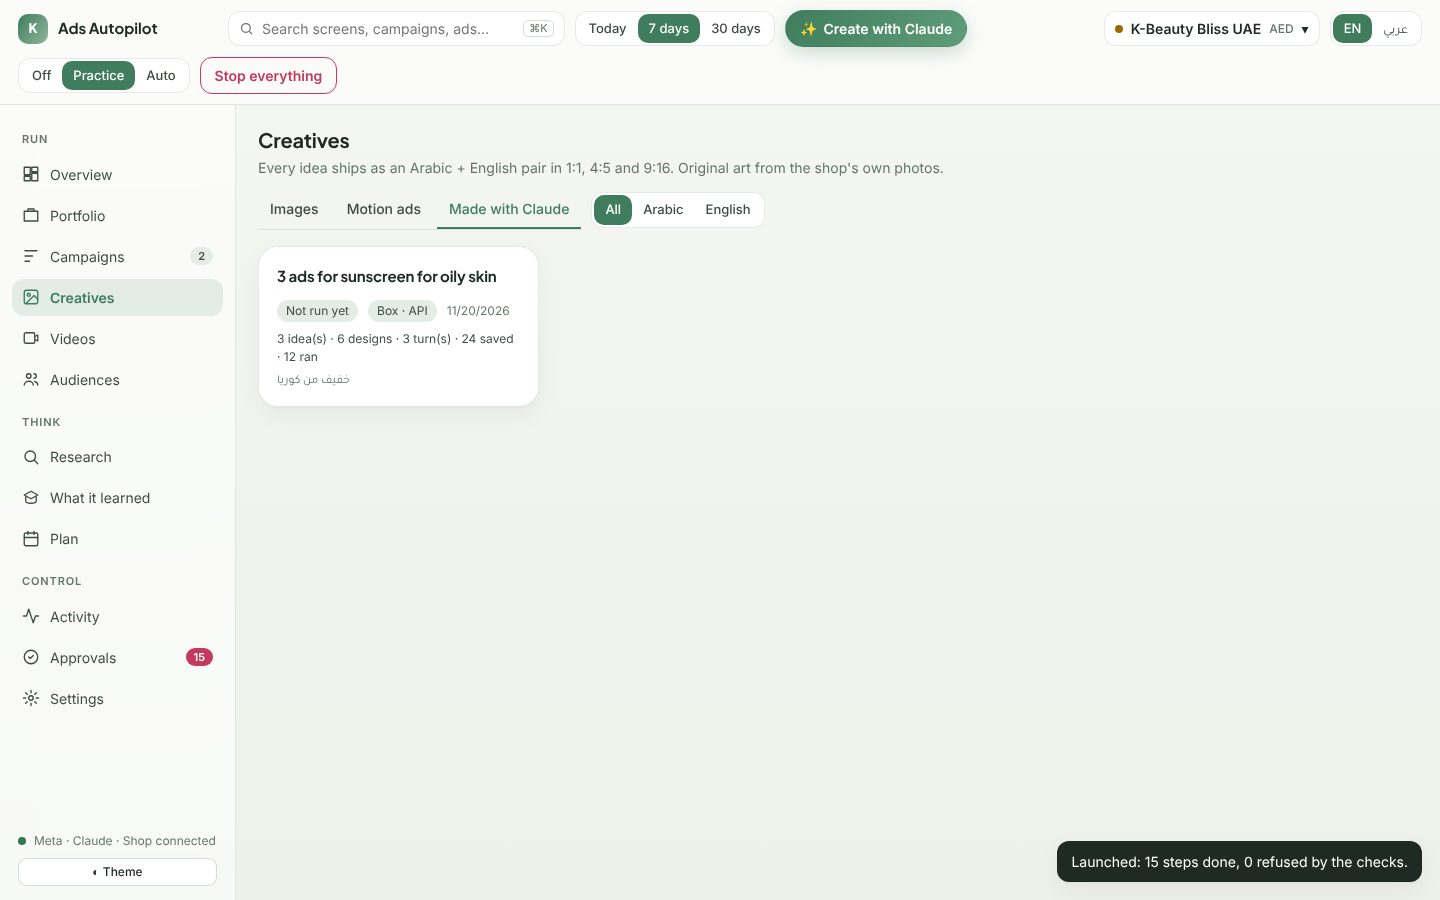 K Ads Autopilot
Search screens, campaigns, ads... ⌘K
Today 7 days 30 days
✨ Create with Claude
K-Beauty Bliss UAE AED ▾
EN عربي
Off Practice Auto
Stop everything
RUN
Overview
Portfolio
Campaigns 2
Creatives
Videos
Audiences
THINK
Research
What it learned
Plan
CONTROL
Activity
Approvals 15
Settings
Meta · Claude · Shop connected
Theme
Creatives
Every idea ships as an Arabic + English pair in 1:1, 4:5 and 9:16. Original art from the shop's own photos.
Images Motion ads Made with Claude All Arabic English
3 ads for sunscreen for oily skin
Not run yet Box · API 11/20/2026
3 idea(s) · 6 designs · 3 turn(s) · 24 saved
· 12 ran
خفيف من كوريا
Launched: 15 steps done, 0 refused by the checks.